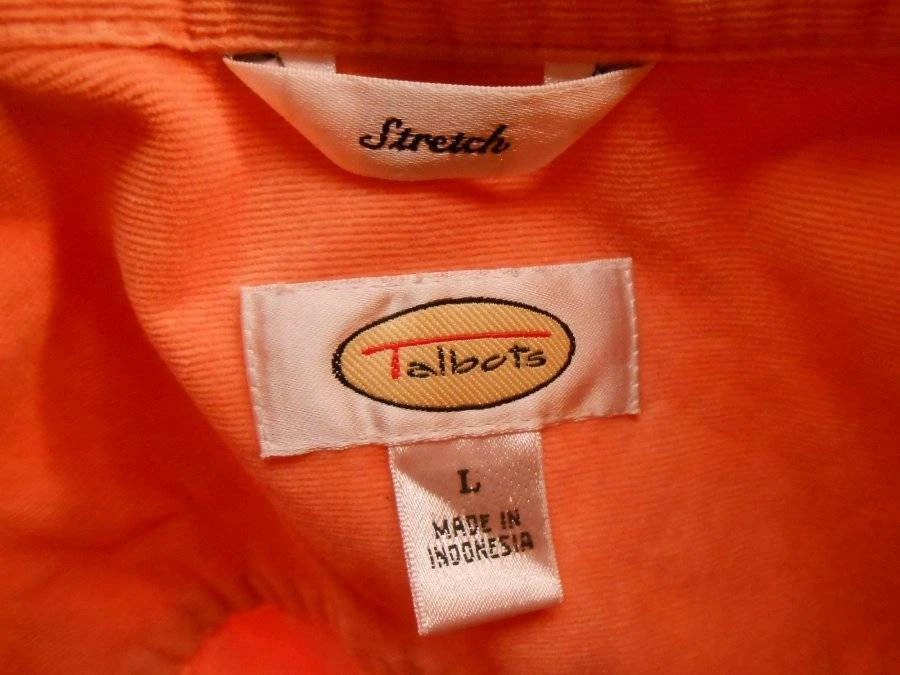 Stretch
Talbots
L
MADE IN
INDONESIA